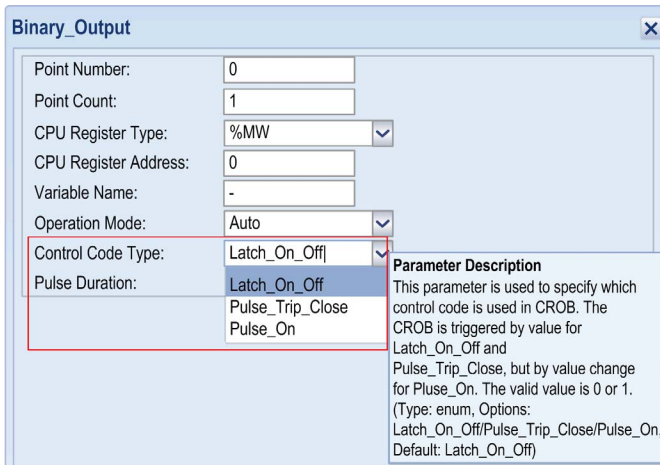 Binary_Output
Point Number: 0
Point Count: 1
CPU Register Type: %MW
CPU Register Address: 0
Variable Name: -
Operation Mode: Auto
Control Code Type: Latch_On_Off
Pulse Duration:
Latch_On_Off
Pulse_Trip_Close
Pulse_On
Parameter Description
This parameter is used to specify which
control code is used in CROB. The
CROB is triggered by value for
Latch_On_Off and
Pulse_Trip_Close, but by value change
for Pluse_On. The valid value is 0 or 1.
(Type: enum, Options:
Latch_On_Off/Pulse_Trip_Close/Pulse_On,
Default: Latch_On_Off)